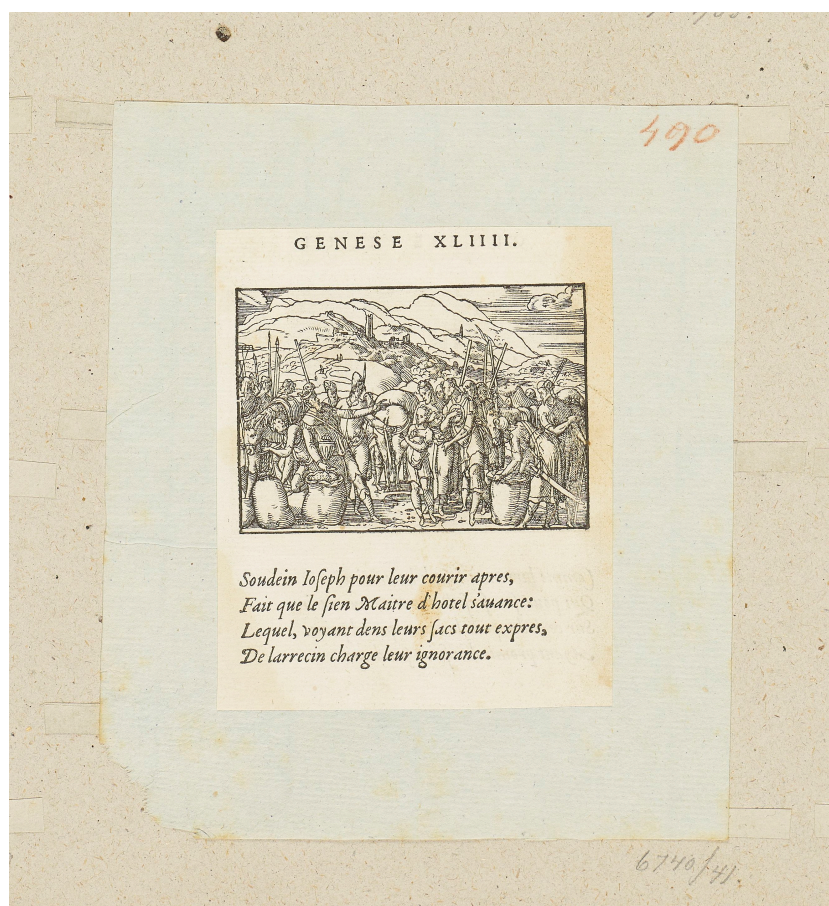 490
GENESE XLIIII.
Soudein Ioſeph pour leur courir apres,
Fait que le ſien Maitre d'hotel s'auance:
Lequel, voyant dens leurs ſacs tout expres,
De larrecin charge leur ignorance.
6740/41.